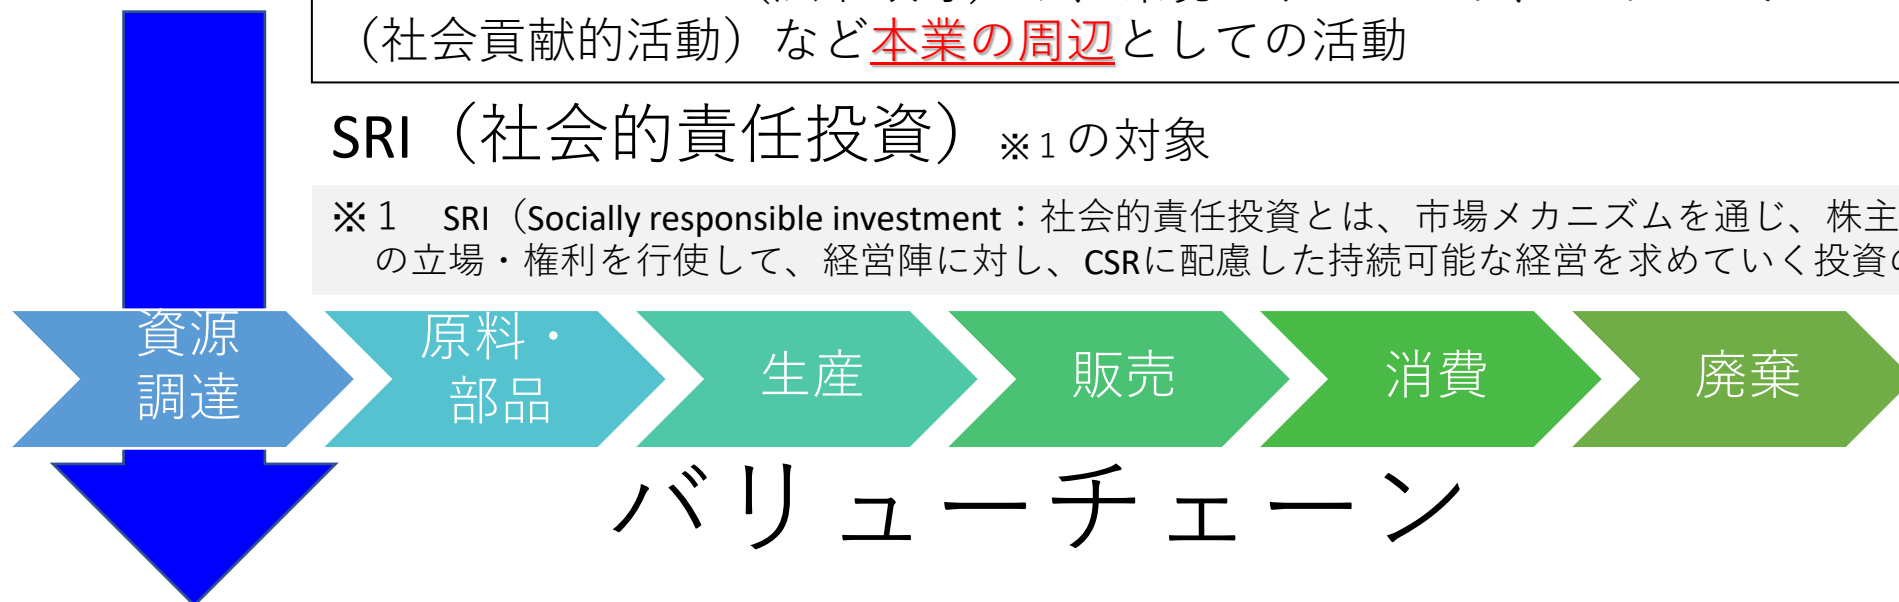 （社会貢献的活動）など本業の周辺としての活動
SRI（社会的責任投資）※１の対象
※１　SRI（Socially responsible investment：社会的責任投資とは、市場メカニズムを通じ、株主
の立場・権利を行使して、経営陣に対し、CSRに配慮した持続可能な経営を求めていく投資の
資源
調達
原料・
部品
生産
販売
消費
廃棄
バリューチェーン